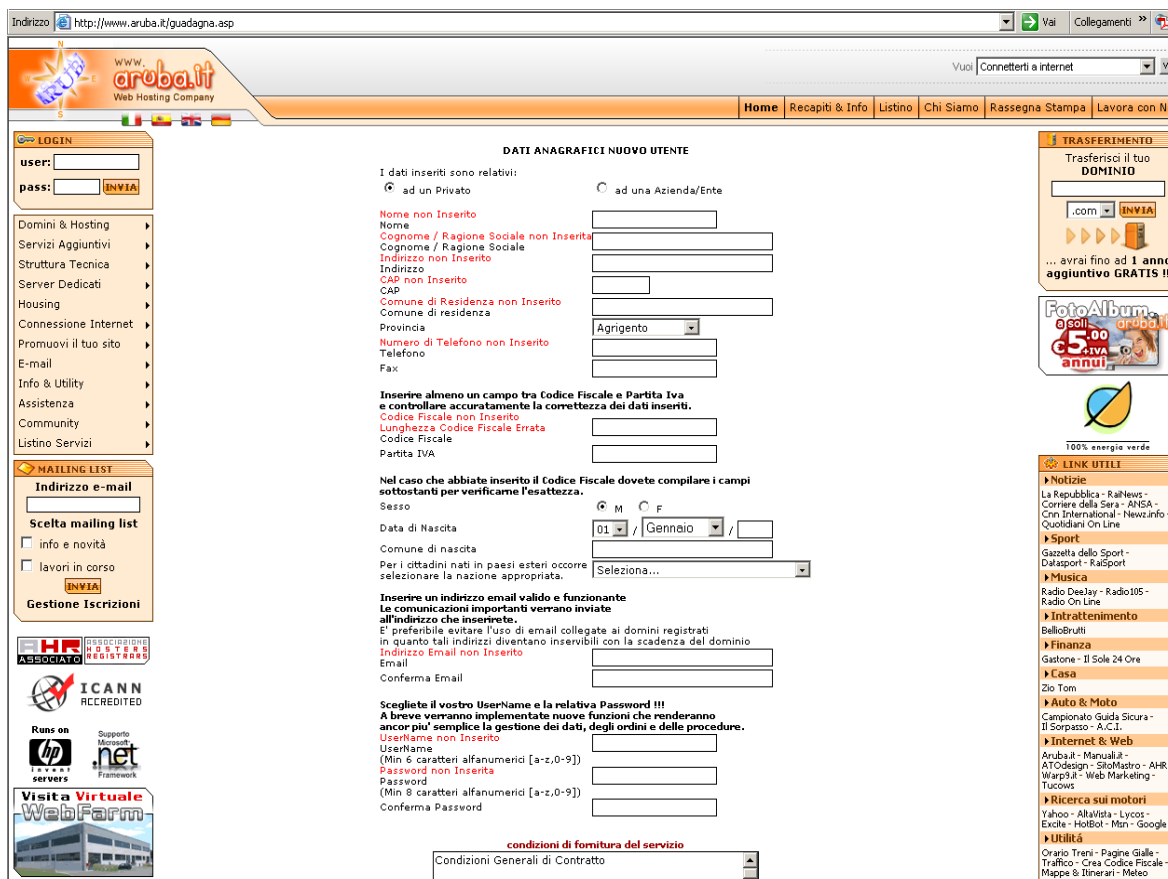 Indirizzo http://www.aruba.it/guadagna.asp Vai Collegamenti »
www.
aruba.it
Web Hosting Company
N
ARUBA
E
S
Vuoi Connetterti a internet
Home Recapiti & Info Listino Chi Siamo Rassegna Stampa Lavora con N
LOGIN
user:
pass: INVIA
Domini & Hosting
Servizi Aggiuntivi
Struttura Tecnica
Server Dedicati
Housing
Connessione Internet
Promuovi il tuo sito
E-mail
Info & Utility
Assistenza
Community
Listino Servizi
MAILING LIST
Indirizzo e-mail
Scelta mailing list
info e novità
lavori in corso
INVIA
Gestione Iscrizioni
AHR ASSOCIAZIONE
HOSTERS
ASSOCIATO REGISTRARS
ICANN
ACCREDITED
Runs on
hp
invent
servers
Supporto
Microsoft
.net
Framework
Visita Virtuale
WebFarm
DATI ANAGRAFICI NUOVO UTENTE
I dati inseriti sono relativi:
ad un Privato ad una Azienda/Ente
Nome non Inserito
Nome
Cognome / Ragione Sociale non Inserita
Cognome / Ragione Sociale
Indirizzo non Inserito
Indirizzo
CAP non Inserito
CAP
Comune di Residenza non Inserito
Comune di residenza
Provincia Agrigento
Numero di Telefono non Inserito
Telefono
Fax
Inserire almeno un campo tra Codice Fiscale e Partita Iva
e controllare accuratamente la correttezza dei dati inseriti.
Codice Fiscale non Inserito
Lunghezza Codice Fiscale Errata
Codice Fiscale
Partita IVA
Nel caso che abbiate inserito il Codice Fiscale dovete compilare i campi
sottostanti per verificarne l'esattezza.
Sesso M F
Data di Nascita 01 / Gennaio /
Comune di nascita
Per i cittadini nati in paesi esteri occorre
selezionare la nazione appropriata. Seleziona...
Inserire un indirizzo email valido e funzionante
Le comunicazioni importanti verrano inviate
all'indirizzo che inserirete.
E' preferibile evitare l'uso di email collegate ai domini registrati
in quanto tali indirizzi diventano inservibili con la scadenza del dominio
Indirizzo Email non Inserito
Email
Conferma Email
Scegliete il vostro UserName e la relativa Password !!!
A breve verranno implementate nuove funzioni che renderanno
ancor piu' semplice la gestione dei dati, degli ordini e delle procedure.
UserName non Inserito
UserName
(Min 6 caratteri alfanumerici [a-z,0-9])
Password non Inserita
Password
(Min 8 caratteri alfanumerici [a-z,0-9])
Conferma Password
condizioni di fornitura del servizio
Condizioni Generali di Contratto
TRASFERIMENTO
Trasferisci il tuo
DOMINIO
.com INVIA
... avrai fino ad 1 anno
aggiuntivo GRATIS !!
FotoAlbum
a soli aruba.it
€5.00
+IVA
annui
100% energia verde
LINK UTILI
Notizie
La Repubblica - RaiNews -
Corriere della Sera - ANSA -
Cnn International - Newz.info -
Quotidiani On Line
Sport
Gazzetta dello Sport -
Datasport - RaiSport
Musica
Radio DeeJay - Radio105 -
Radio On Line
Intrattenimento
BellioBrutti
Finanza
Gastone - Il Sole 24 Ore
Casa
Zio Tom
Auto & Moto
Campionato Guida Sicura -
Il Sorpasso - A.C.I.
Internet & Web
Aruba.it - Manuali.it -
ATOdesign - SitoMastro - AHR
Warp9.it - Web Marketing -
Tucows
Ricerca sui motori
Yahoo - AltaVista - Lycos -
Excite - HotBot - Msn - Google
Utilitá
Orario Treni - Pagine Gialle -
Traffico - Crea Codice Fiscale -
Mappe & Itinerari - Meteo